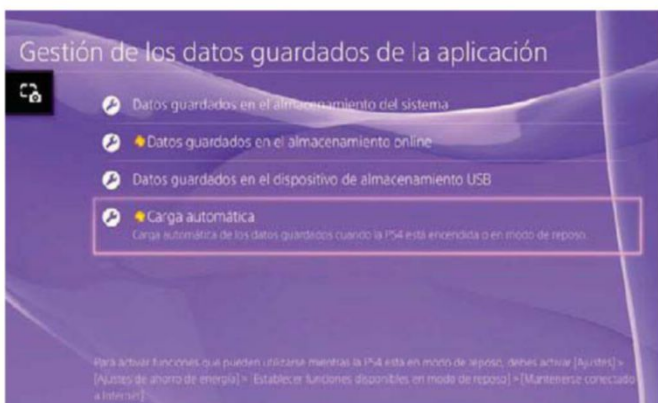 Gestión de los datos guardados de la aplicación
Datos guardados en el almacenamiento del sistema
Datos guardados en el almacenamiento online
Datos guardados en el dispositivo de almacenamiento USB
Carga automática
Carga automática de los datos guardados cuando la PS4 está encendida o en modo de reposo.
Para activar funciones que pueden utilizarse mientras la PS4 está en modo de reposo, debes activar [Ajustes] >
[Ajustes de ahorro de energía] > [Establecer funciones disponibles en modo de reposo] > [Mantenerse conectado
a Internet].